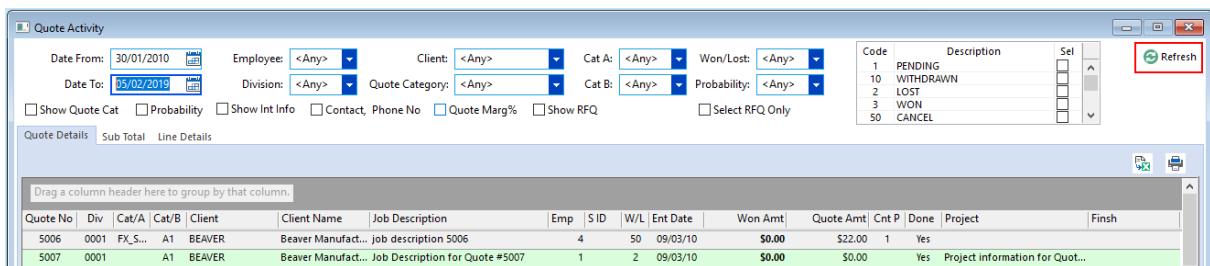 Quote Activity
Date From: 30/01/2010 Employee: <Any> Client: <Any> Cat A: <Any> Won/Lost: <Any>
Date To: 05/02/2019 Division: <Any> Quote Category: <Any> Cat B: <Any> Probability: <Any>
Show Quote Cat Probability Show Int Info Contact, Phone No Quote Marg% Show RFQ Select RFQ Only
Code Description Sel
1 PENDING
10 WITHDRAWN
2 LOST
3 WON
50 CANCEL
Refresh
Quote Details Sub Total Line Details
Drag a column header here to group by that column.
Quote No Div Cat/A Cat/B Client Client Name Job Description Emp S ID W/L Ent Date Won Amt Quote Amt Cnt P Done Project Finsh
5006 0001 FX_S... A1 BEAVER Beaver Manufact... job description 5006 4 50 09/03/10 $0.00 $22.00 1 Yes
5007 0001 A1 BEAVER Beaver Manufact... Job Description for Quote #5007 1 2 09/03/10 $0.00 $0.00 Yes Project information for Quot...